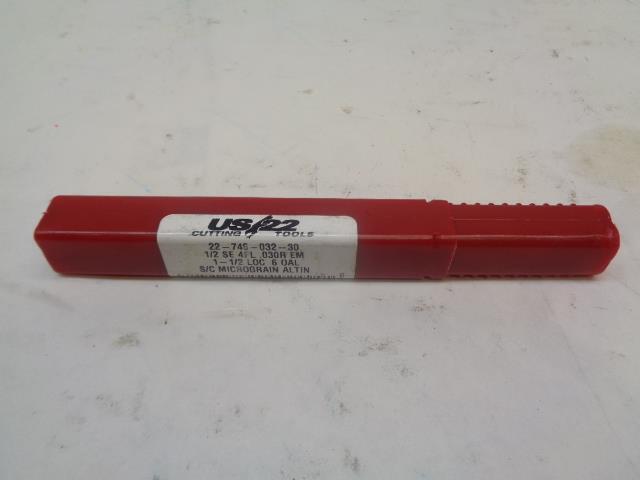 US/22
CUTTING TOOLS
22-746-032-30
1/2 SE 4FL .030R EM
1-1/2 LOC 6 OAL
S/C MICROGRAIN ALTIN